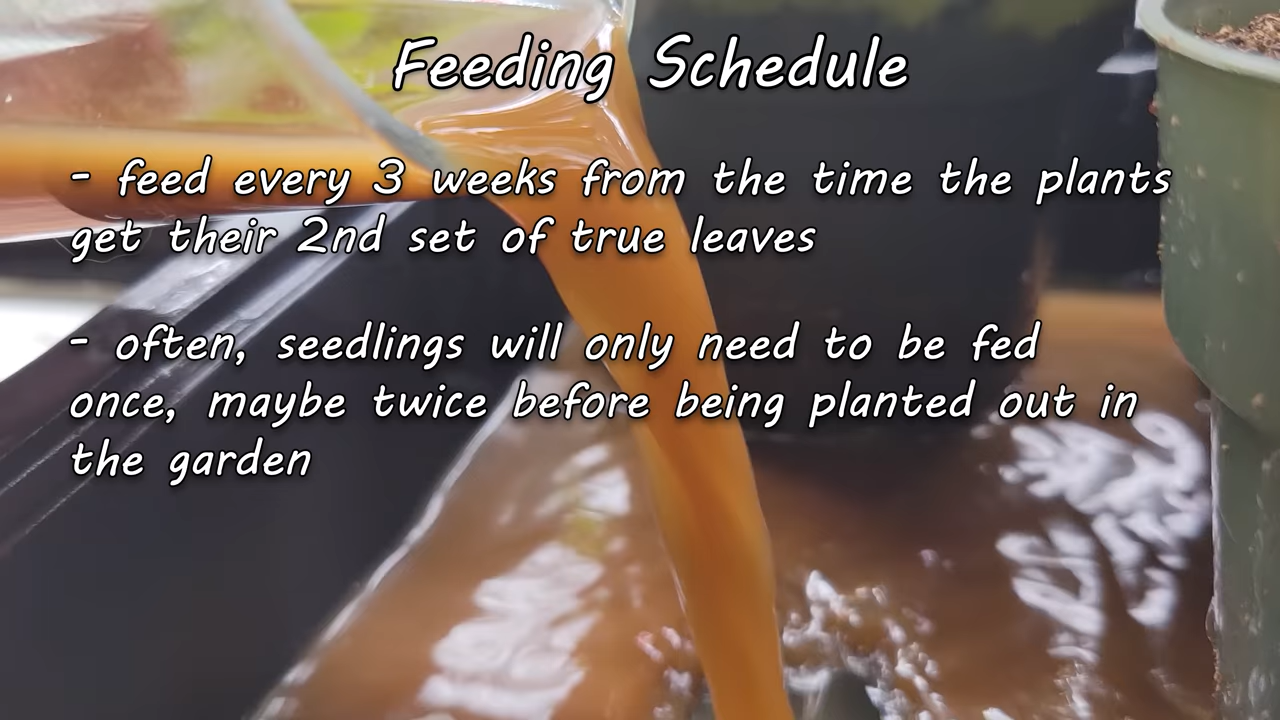 Feeding Schedule
- feed every 3 weeks from the time the plants
get their 2nd set of true leaves
- often, seedlings will only need to be fed
once, maybe twice before being planted out in
the garden